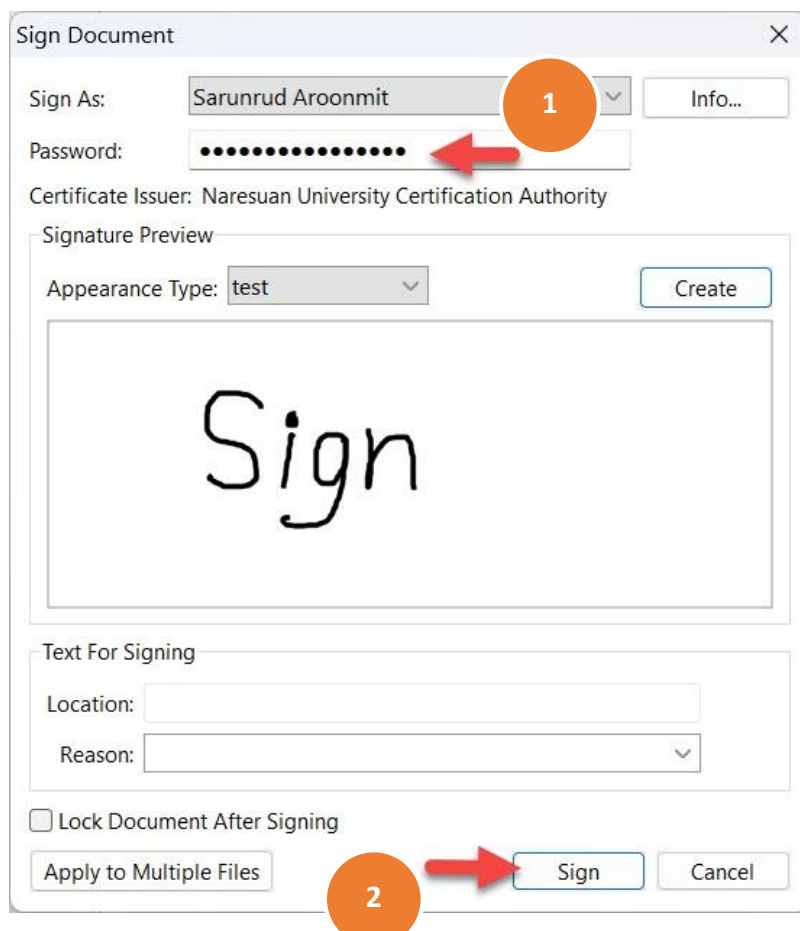 Sign Document
Sign As: Sarunrud Aroonmit 1 Info...
Password: ••••••••••••••••
Certificate Issuer: Naresuan University Certification Authority
Signature Preview
Appearance Type: test Create
Sign
Text For Signing
Location:
Reason:
Lock Document After Signing
Apply to Multiple Files 2 Sign Cancel